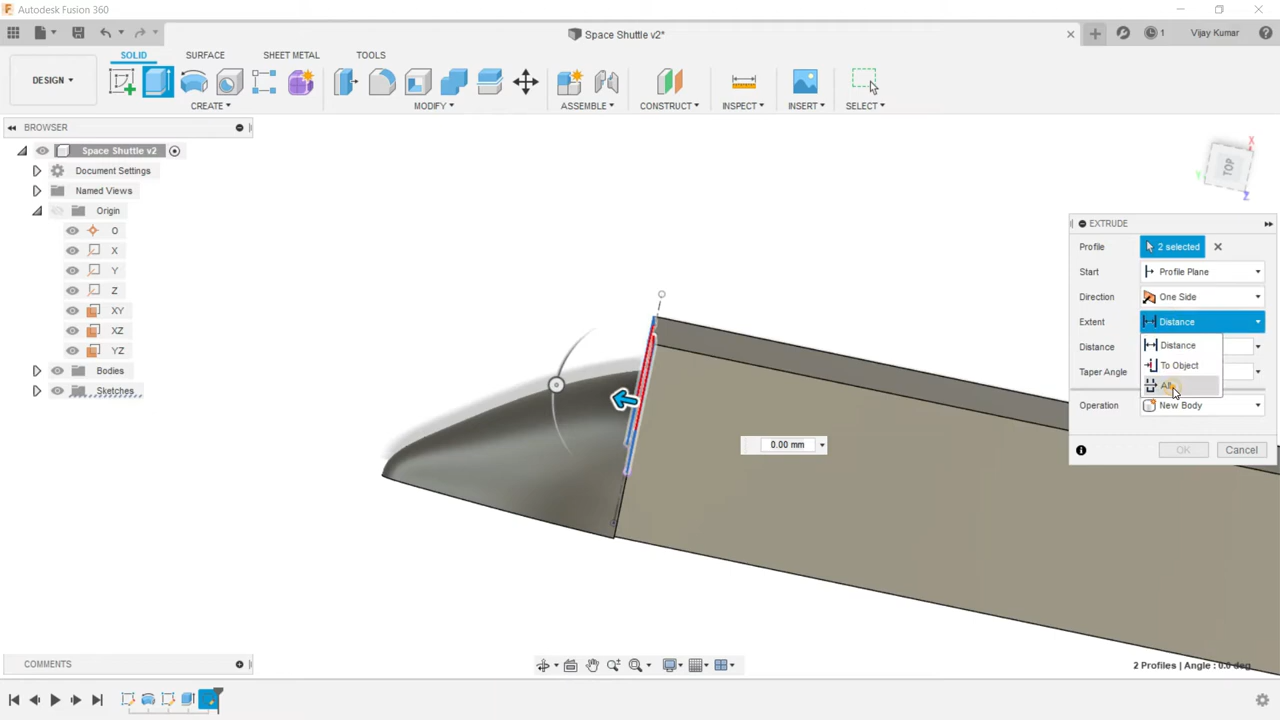 Autodesk Fusion 360
Space Shuttle v2*
1
Vijay Kumar
SOLID SURFACE SHEET METAL TOOLS
DESIGN
CREATE MODIFY ASSEMBLE CONSTRUCT INSPECT INSERT SELECT
BROWSER
Space Shuttle v2
Document Settings
Named Views
Origin
O
X
Y
Z
XY
XZ
YZ
Bodies
Sketches
TOP
X
Y
Z
EXTRUDE
Profile 2 selected
Start Profile Plane
Direction One Side
Extent Distance
Distance
Distance
To Object
Taper Angle
All
Operation New Body
OK Cancel
0.00 mm
COMMENTS
2 Profiles | Angle : 0.0 deg